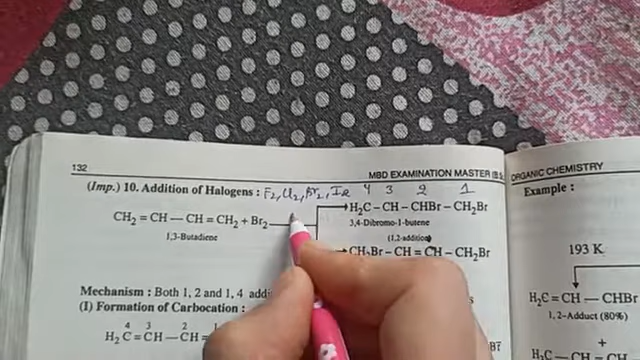 132
MBD EXAMINATION MASTER (B.S
(Imp.) 10. Addition of Halogens : F2, Cl2, Br2, I2 4 3 2 1
CH2 = CH — CH = CH2 + Br2
H2C — CH — CHBr — CH2Br
1,3-Butadiene
3,4-Dibromo-1-butene
(1,2-addition)
CH2Br — CH = CH — CH2Br
Mechanism : Both 1, 2 and 1, 4 addi
(I) Formation of Carbocation :
4 3 2
H2C = CH — CH =
ORGANIC CHEMISTRY
Example :
193 K
H2C = CH — CHBr
1, 2-Adduct (80%)
+
H2C — CH